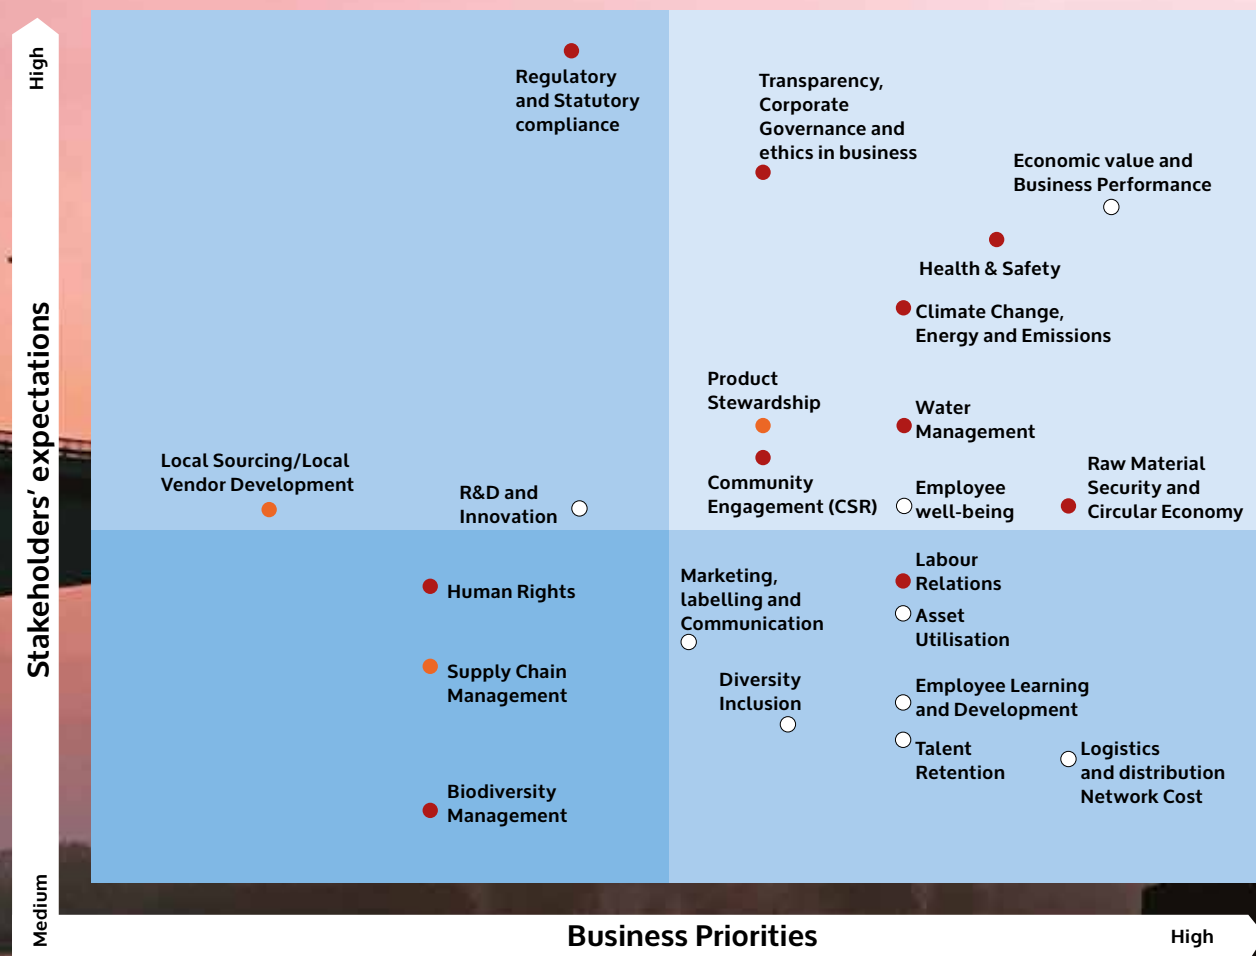 High
Stakeholders’ expectations
Medium
Regulatory
and Statutory
compliance
Transparency,
Corporate
Governance and
ethics in business
Economic value and
Business Performance
Health & Safety
Climate Change,
Energy and Emissions
Product
Stewardship
Water
Management
Local Sourcing/Local
Vendor Development
R&D and
Innovation
Community
Engagement (CSR)
Employee
well-being
Raw Material
Security and
Circular Economy
Human Rights
Marketing,
labelling and
Communication
Labour
Relations
Asset
Utilisation
Supply Chain
Management
Diversity
Inclusion
Employee Learning
and Development
Talent
Retention
Logistics
and distribution
Network Cost
Biodiversity
Management
Business Priorities
High